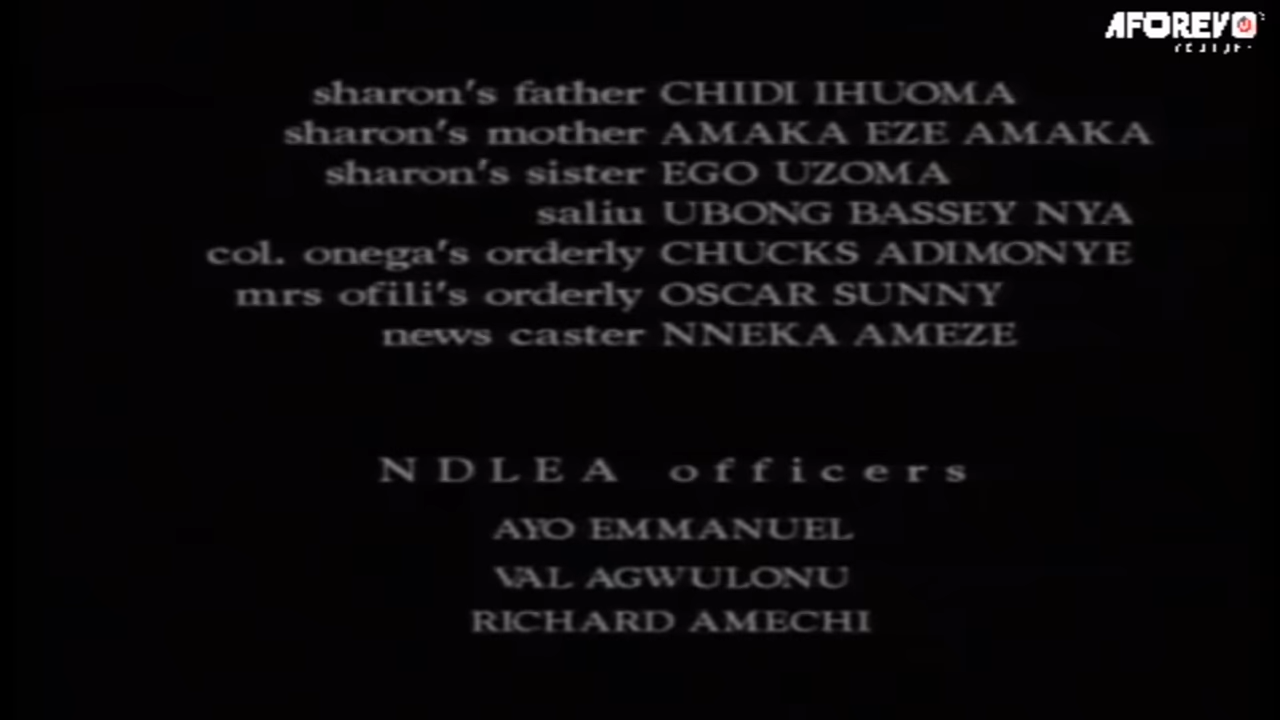 AFOREVO
sharon's father CHIDI IHUOMA
sharon's mother AMAKA EZE AMAKA
sharon's sister EGO UZOMA
saliu UBONG BASSEY NYA
col. onega's orderly CHUCKS ADIMONYE
mrs ofili's orderly OSCAR SUNNY
news caster NNEKA AMEZE
NDLEA officers
AYO EMMANUEL
VAL AGWULONU
RICHARD AMECHI